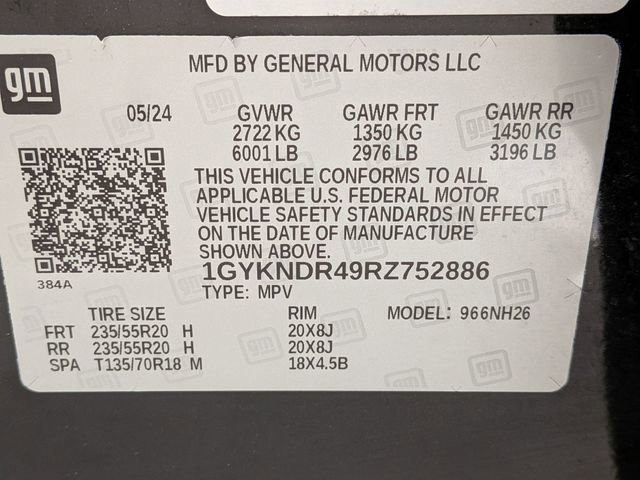 gm
MFD BY GENERAL MOTORS LLC
05/24 GVWR GAWR FRT GAWR RR
2722 KG 1350 KG 1450 KG
6001 LB 2976 LB 3196 LB
THIS VEHICLE CONFORMS TO ALL
APPLICABLE U.S. FEDERAL MOTOR
VEHICLE SAFETY STANDARDS IN EFFECT
ON THE DATE OF MANUFACTURE
SHOWN ABOVE.
384A
1GYKNDR49RZ752886
TYPE: MPV
TIRE SIZE RIM MODEL: 966NH26
FRT 235/55R20 H 20X8J
RR 235/55R20 H 20X8J
SPA T135/70R18 M 18X4.5B